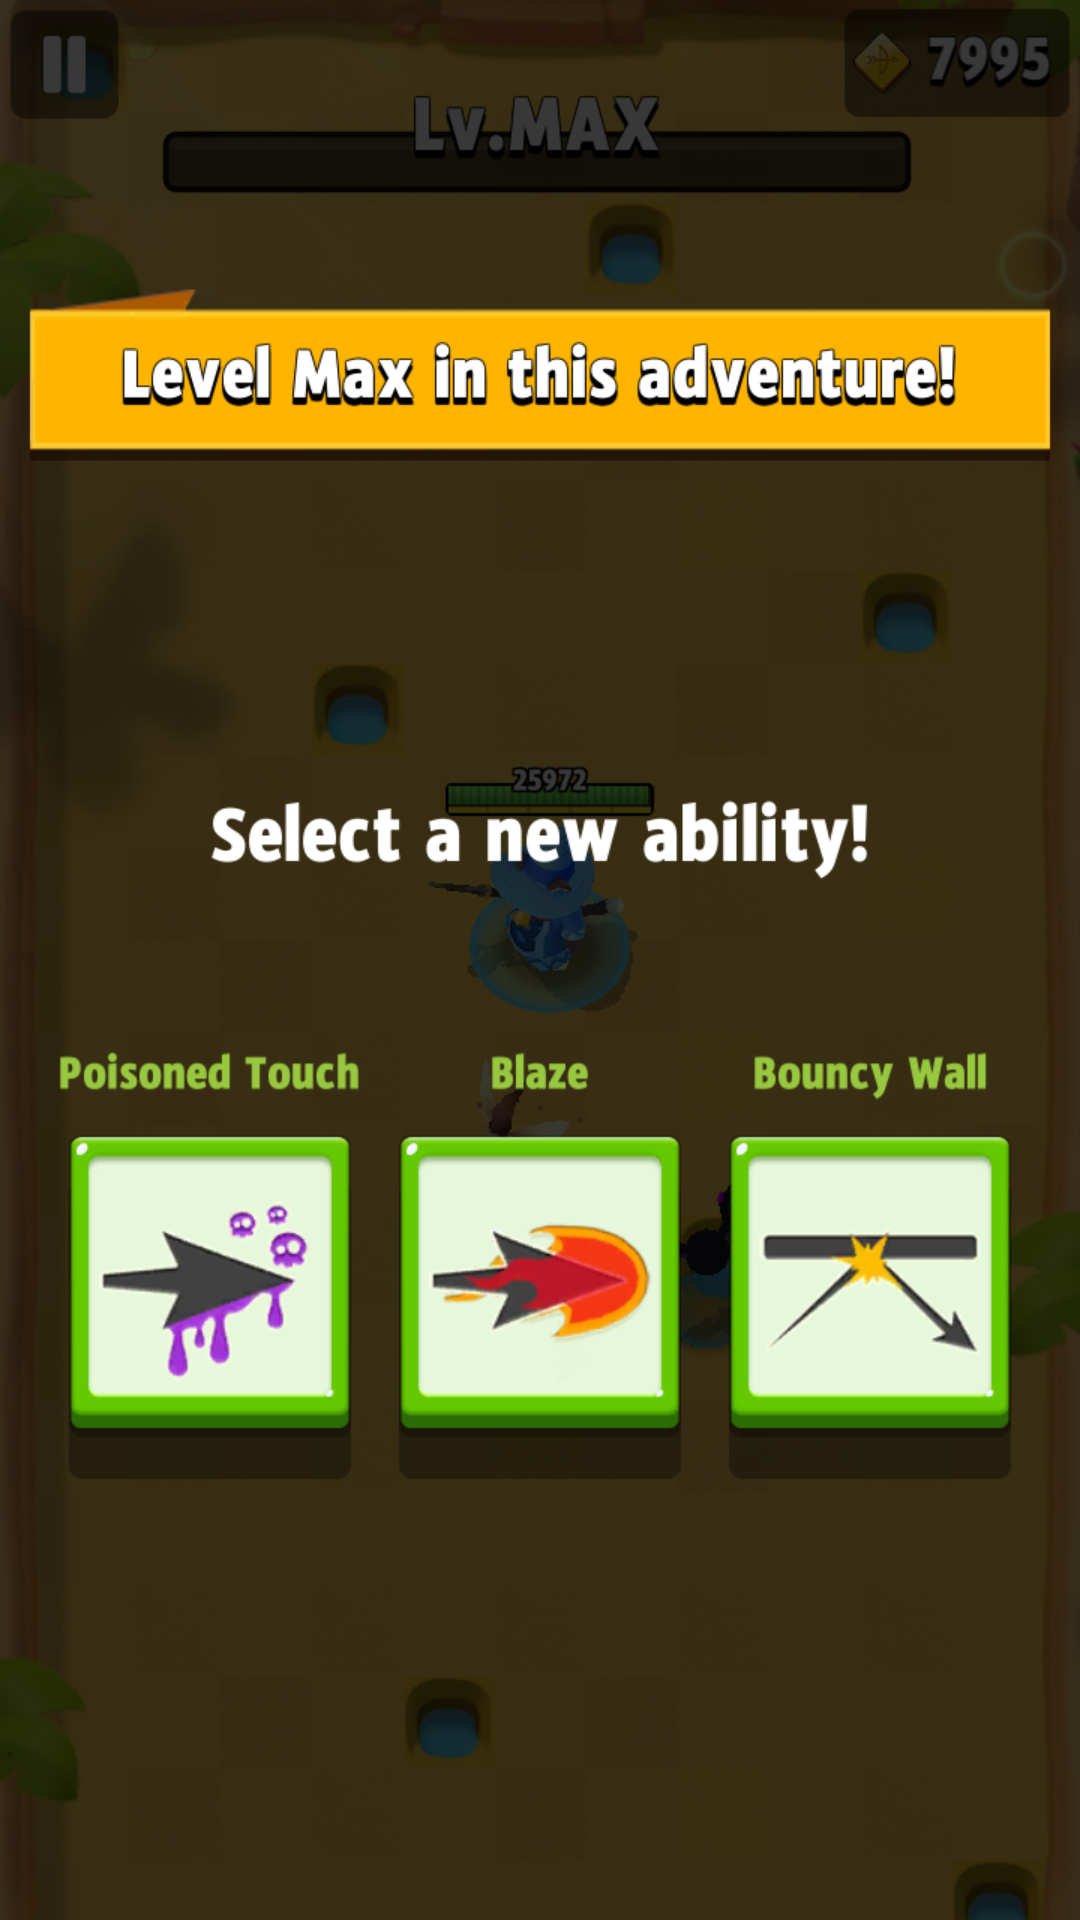 7995
Lv.MAX
Level Max in this adventure!
25972
Select a new ability!
Poisoned Touch
Blaze
Bouncy Wall